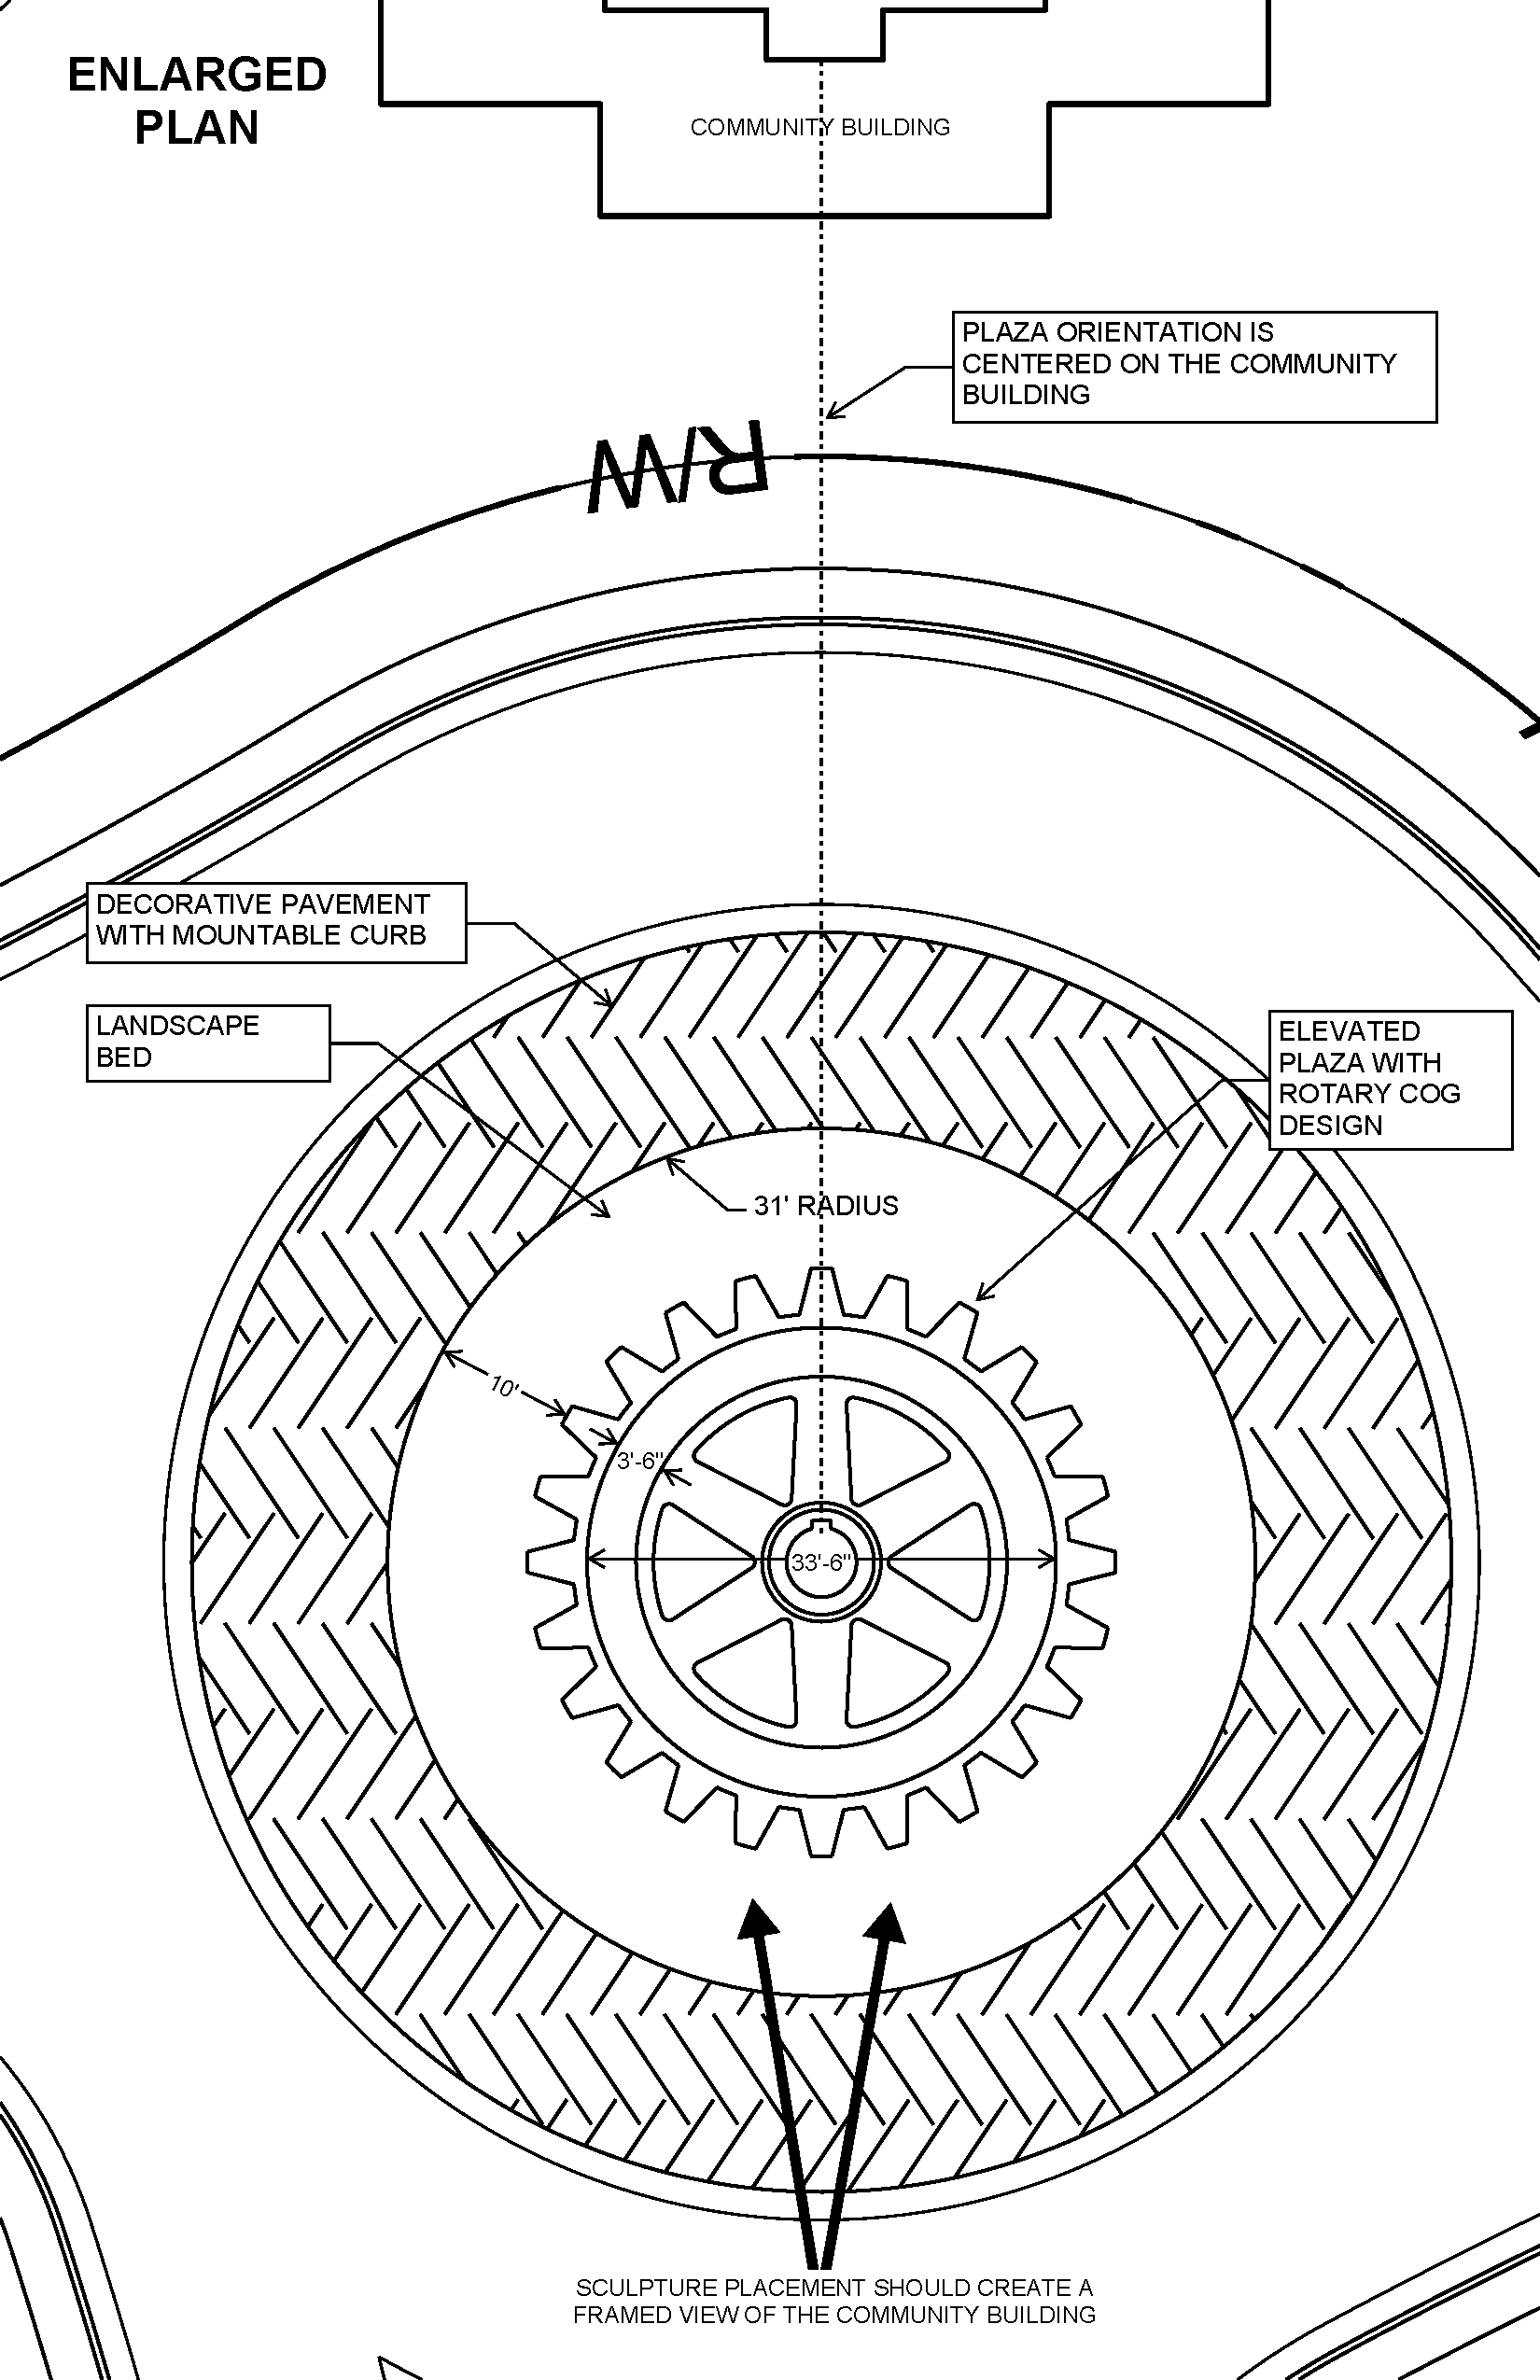 ENLARGED
PLAN
COMMUNITY BUILDING
PLAZA ORIENTATION IS
CENTERED ON THE COMMUNITY
BUILDING
R/W
DECORATIVE PAVEMENT
WITH MOUNTABLE CURB
LANDSCAPE
BED
ELEVATED
PLAZA WITH
ROTARY COG
DESIGN
31' RADIUS
10'
3'-6"
33'-6"
SCULPTURE PLACEMENT SHOULD CREATE A
FRAMED VIEW OF THE COMMUNITY BUILDING